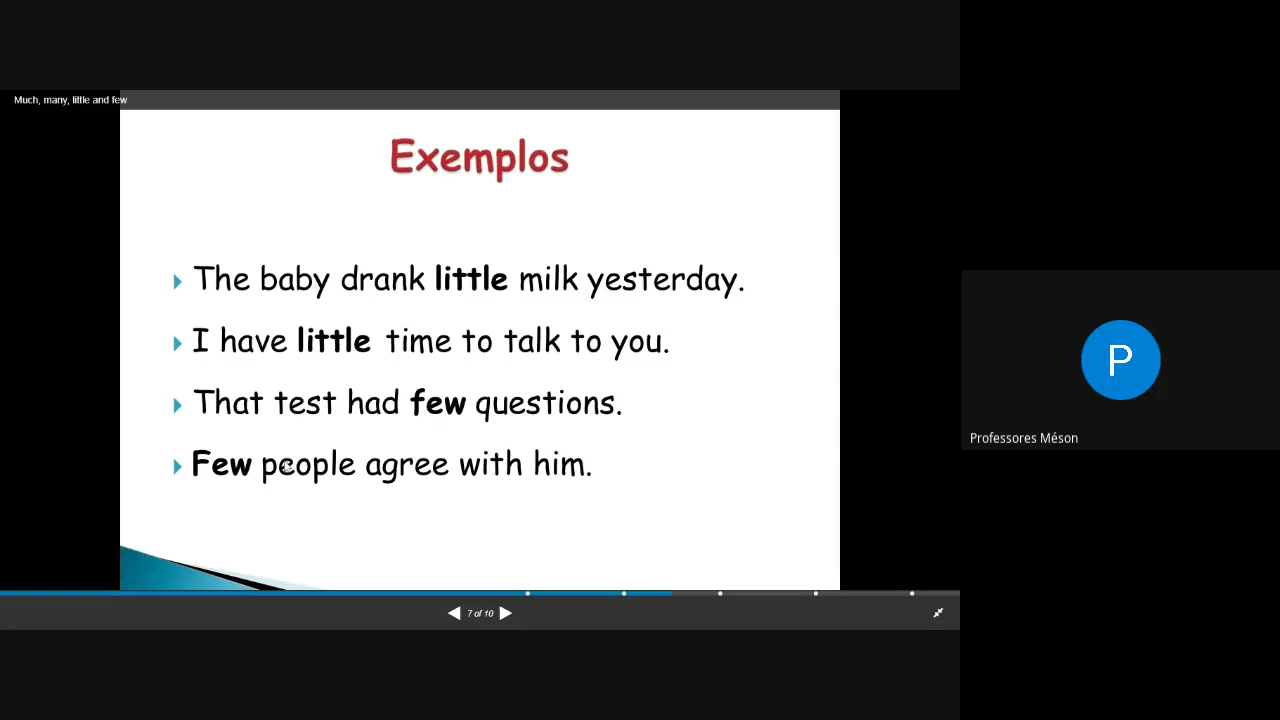 Much, many, little and few
Exemplos
The baby drank little milk yesterday.
I have little time to talk to you.
That test had few questions.
Few people agree with him.
7 of 10
P
Professores Méson